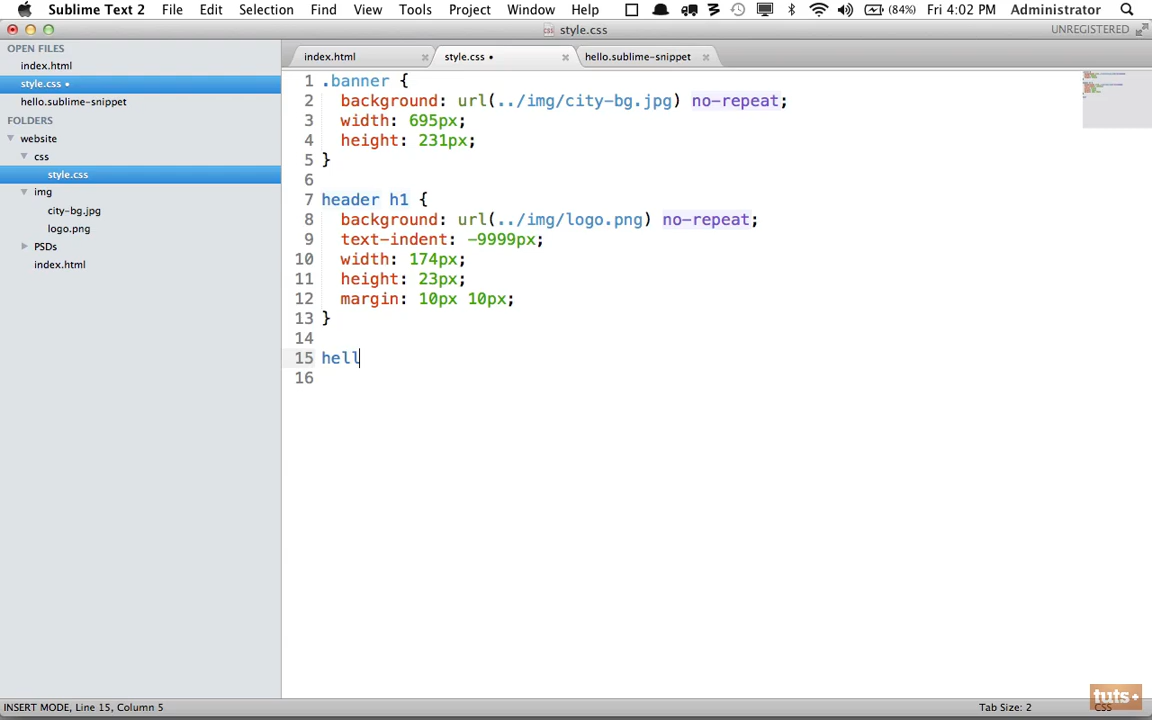 Sublime Text 2 File Edit Selection Find View Tools Project Window Help (84%) Fri 4:02 PM Administrator
style.css UNREGISTERED
OPEN FILES
index.html
style.css •
hello.sublime-snippet
FOLDERS
website
css
style.css
img
city-bg.jpg
logo.png
PSDs
index.html
index.html style.css • hello.sublime-snippet
1 .banner {
2 background: url(../img/city-bg.jpg) no-repeat;
3 width: 695px;
4 height: 231px;
5 }
6
7 header h1 {
8 background: url(../img/logo.png) no-repeat;
9 text-indent: -9999px;
10 width: 174px;
11 height: 23px;
12 margin: 10px 10px;
13 }
14
15 hell
16
INSERT MODE, Line 15, Column 5 Tab Size: 2 CSS
tuts+